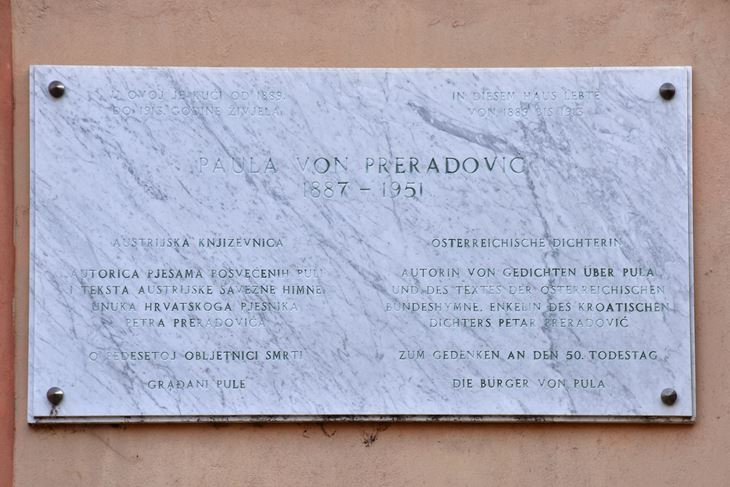 U OVOJ JE KUĆI OD 1889.
DO 1913. GODINE ŽIVJELA
IN DIESEM HAUS LEBTE
VON 1889 BIS 1913
PAULA VON PRERADOVIĆ
1887 – 1951
AUSTRIJSKA KNJIŽEVNICA
AUTORICA PJESAMA POSVEĆENIH PULI
I TEKSTA AUSTRIJSKE SAVEZNE HIMNE,
UNUKA HRVATSKOGA PJESNIKA
PETRA PRERADOVIĆA
O PEDESETOJ OBLJETNICI SMRTI
GRAĐANI PULE
ÖSTERREICHISCHE DICHTERIN
AUTORIN VON GEDICHTEN ÜBER PULA
UND DES TEXTES DER ÖSTERREICHISCHEN
BUNDESHYMNE, ENKELIN DES KROATISCHEN
DICHTERS PETAR PRERADOVIĆ
ZUM GEDENKEN AN DEN 50. TODESTAG
DIE BÜRGER VON PULA